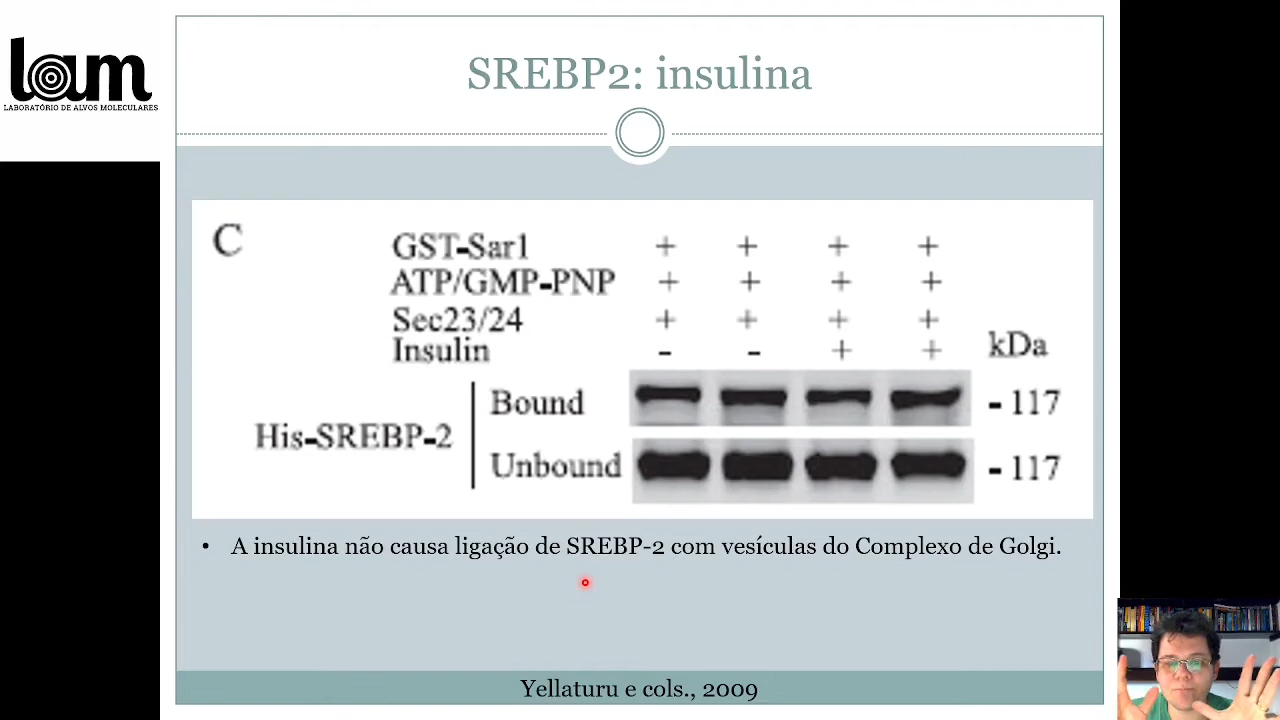 lam
LABORATÓRIO DE ALVOS MOLECULARES
SREBP2: insulina
C
GST-Sar1 + + + +
ATP/GMP-PNP + + + +
Sec23/24 + + + +
Insulin - - + + kDa
Bound - 117
His-SREBP-2
Unbound - 117
• A insulina não causa ligação de SREBP-2 com vesículas do Complexo de Golgi.
Yellaturu e cols., 2009